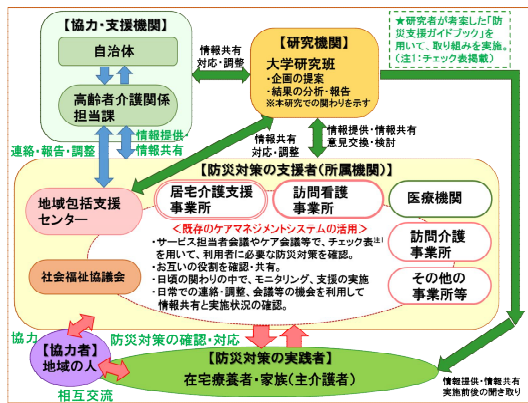 【協力・支援機関】
自治体
高齢者介護関係
担当課
情報共有
対応・調整
【研究機関】
大学研究班
・企画の提案
・結果の分析・報告
※本研究での関わりを示す
★研究者が考案した「防
災支援ガイドブック」を
用いて、取り組みを実施。
(注1:チェック表掲載)
連絡・報告・調整
情報提供・
情報共有
情報共有
対応・調整
情報提供・情報共有
意見交換・検討
【防災対策の支援者(所属機関)】
地域包括支援
センター
居宅介護支援
事業所
訪問看護
事業所
医療機関
訪問介護
事業所
その他の
事業所等
社会福祉協議会
<既存のケアマネジメントシステムの活用>
・サービス担当者会議やケア会議等で、チェック表注1
を用いて、利用者に必要な防災対策を確認。
・お互いの役割を確認・共有。
・日頃の関わりの中で、モニタリング、支援の実施
・日常での連絡・調整、会議等の機会を利用して
情報共有と実施状況の確認。
協力
防災対策の確認・対応
【協力者】
地域の人
相互交流
【防災対策の実践者】
在宅療養者・家族(主介護者)
情報提供・情報共有
実施前後の聞き取り